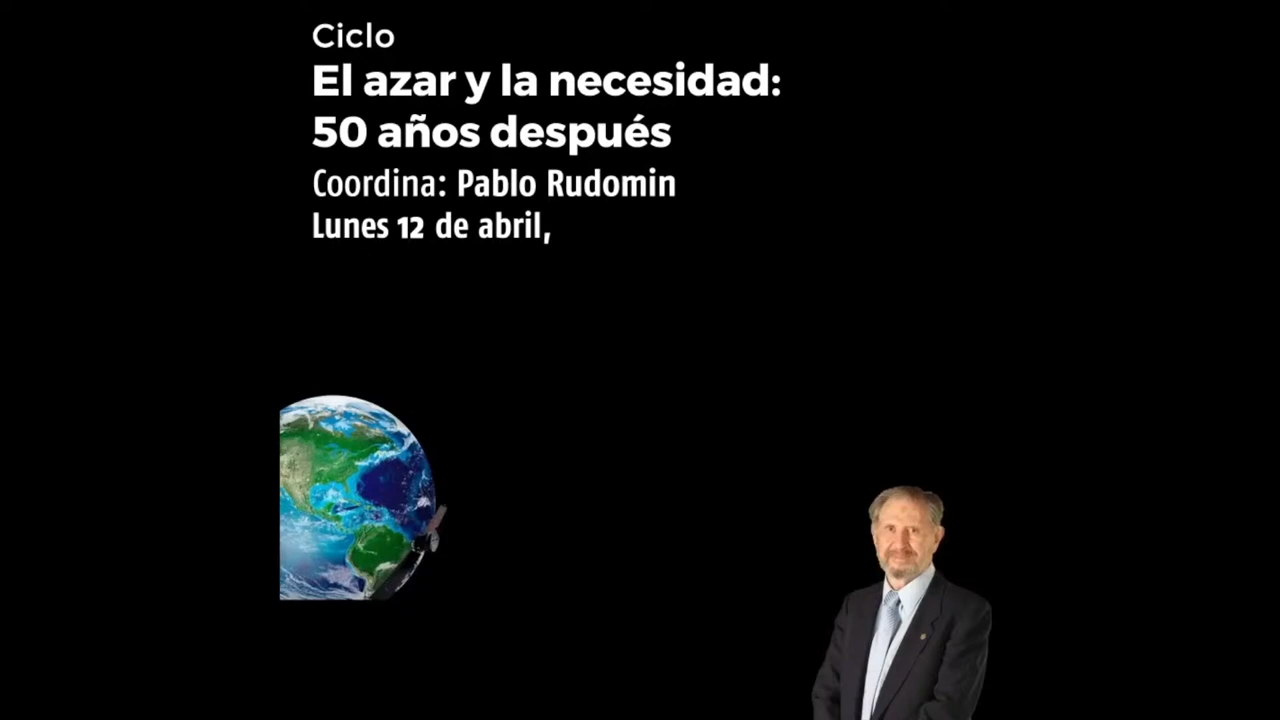 Ciclo
El azar y la necesidad:
50 años después
Coordina: Pablo Rudomin
Lunes 12 de abril,